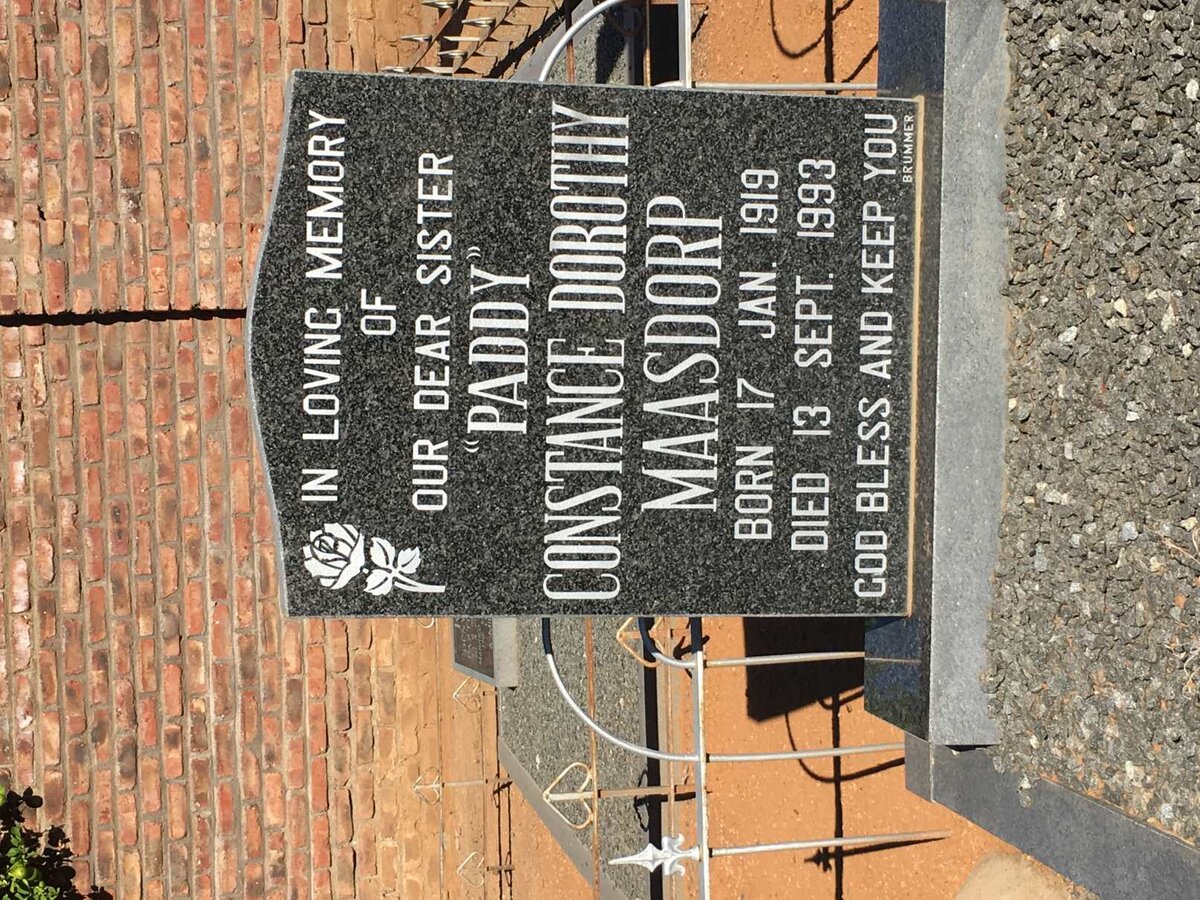 IN LOVING MEMORY
OF
OUR DEAR SISTER
"PADDY"
CONSTANCE DOROTHY
MAASDORP
BORN 17 JAN. 1919
DIED 13 SEPT. 1993
GOD BLESS AND KEEP YOU
BRUMMER